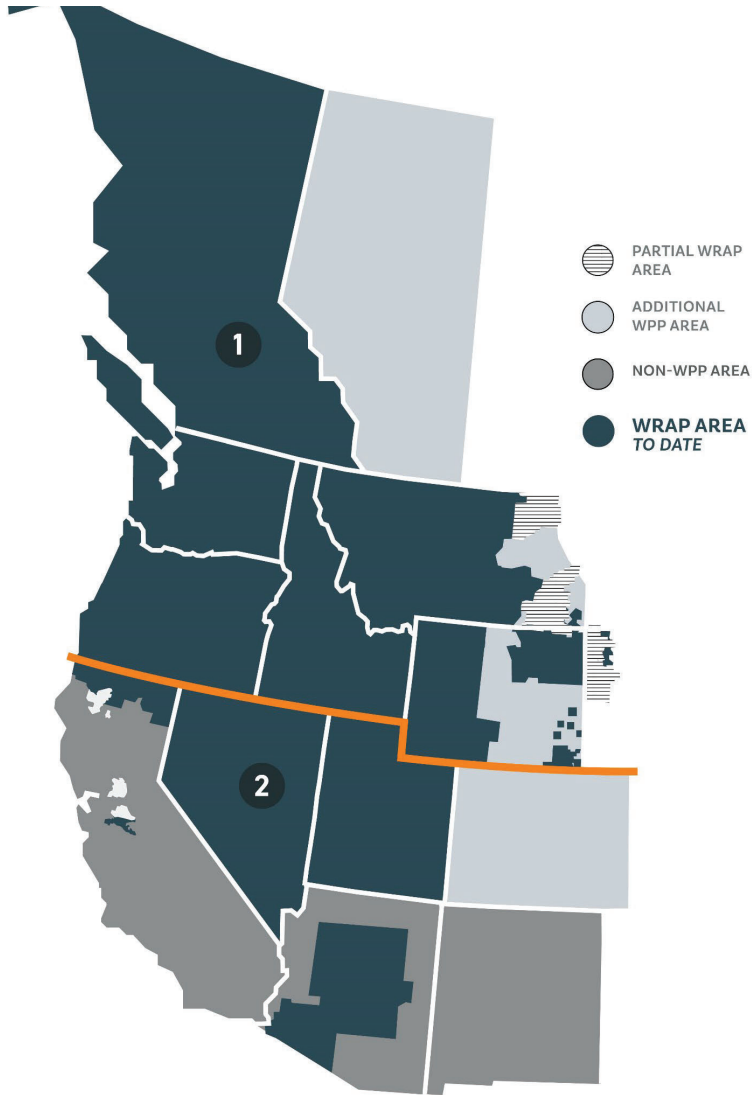 1
PARTIAL WRAP
AREA
ADDITIONAL
WPP AREA
NON-WPP AREA
WRAP AREA
TO DATE
2